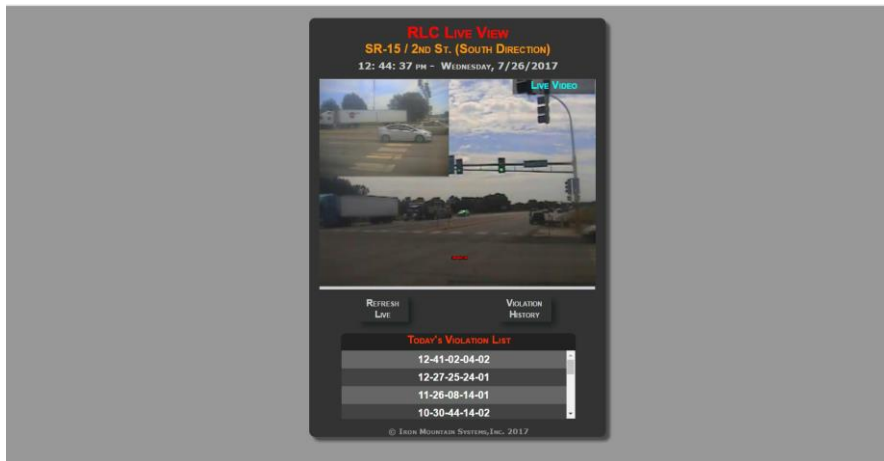 RLC Live View
SR-15 / 2nd St. (South Direction)
12: 44: 37 pm - Wednesday, 7/26/2017
Live Video
Refresh
Live
Violation
History
Today's Violation List
12-41-02-04-02
12-27-25-24-01
11-26-08-14-01
10-30-44-14-02
© Iron Mountain Systems,Inc. 2017